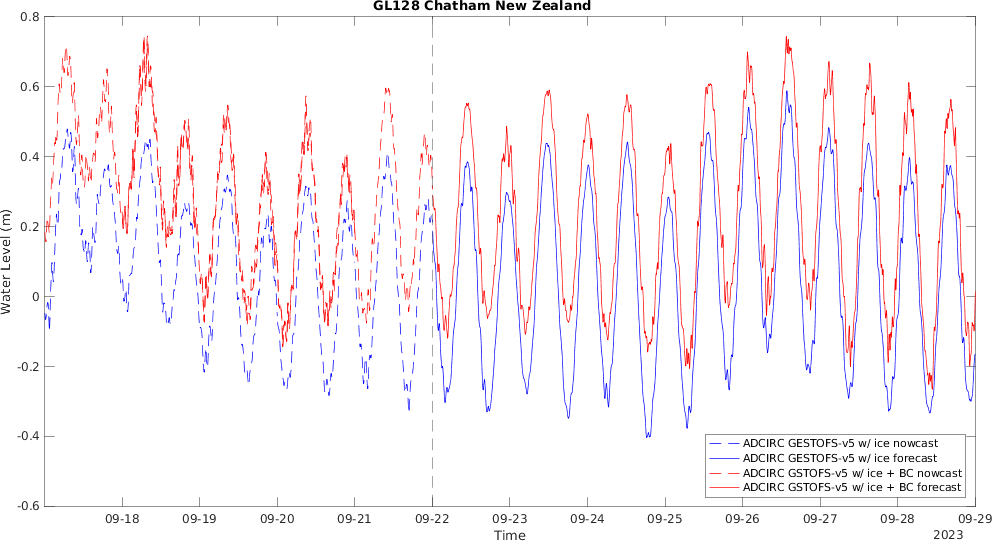 GL128 Chatham New Zealand
0.8
0.6
0.4
0.2
0
-0.2
-0.4
-0.6
Water Level (m)
ADCIRC GESTOFS-v5 w/ ice nowcast
ADCIRC GESTOFS-v5 w/ ice forecast
ADCIRC GSTOFS-v5 w/ ice + BC nowcast
ADCIRC GSTOFS-v5 w/ ice + BC forecast
09-18 09-19 09-20 09-21 09-22 09-23 09-24 09-25 09-26 09-27 09-28 09-29
Time
2023